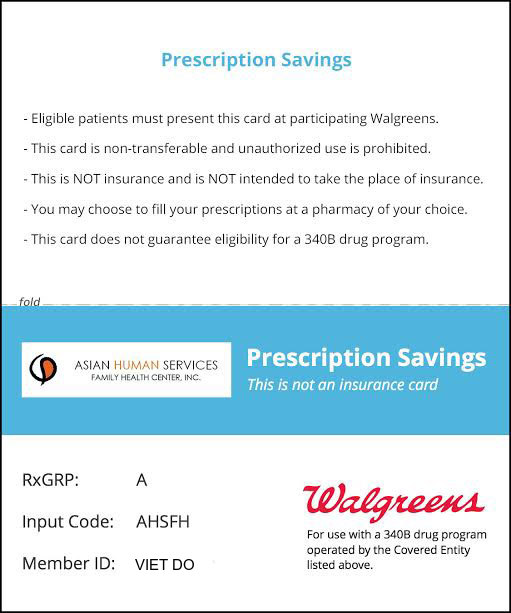 Prescription Savings
- Eligible patients must present this card at participating Walgreens.
- This card is non-transferable and unauthorized use is prohibited.
- This is NOT insurance and is NOT intended to take the place of insurance.
- You may choose to fill your prescriptions at a pharmacy of your choice.
- This card does not guarantee eligibility for a 340B drug program.
fold
ASIAN HUMAN SERVICES
FAMILY HEALTH CENTER, INC.
Prescription Savings
This is not an insurance card
RxGRP: A
Input Code: AHSFH
Member ID: VIET DO
Walgreens
For use with a 340B drug program
operated by the Covered Entity
listed above.